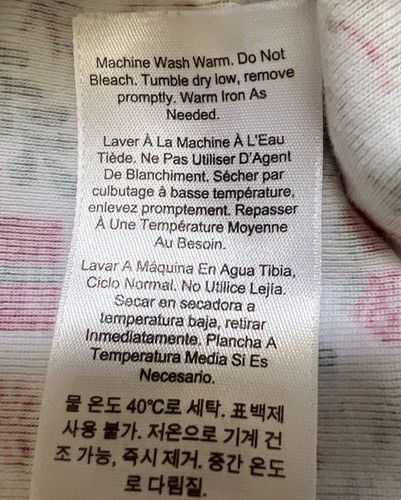 Machine Wash Warm. Do Not
Bleach. Tumble dry low, remove
promptly. Warm Iron As
Needed.
Laver À La Machine À L'Eau
Tiède. Ne Pas Utiliser D'Agent
De Blanchiment. Sécher par
culbutage à basse température,
enlevez promptement. Repasser
À Une Température Moyenne
Au Besoin.
Lavar A Máquina En Agua Tibia,
Ciclo Normal. No Utilice Lejía.
Secar en secadora a
temperatura baja, retirar
Inmediatamente. Plancha A
Temperatura Media Si Es
Necesario.
물 온도 40℃로 세탁. 표백제
사용 불가. 저온으로 기계 건
조 가능, 즉시 제거. 중간 온도
로 다림질.